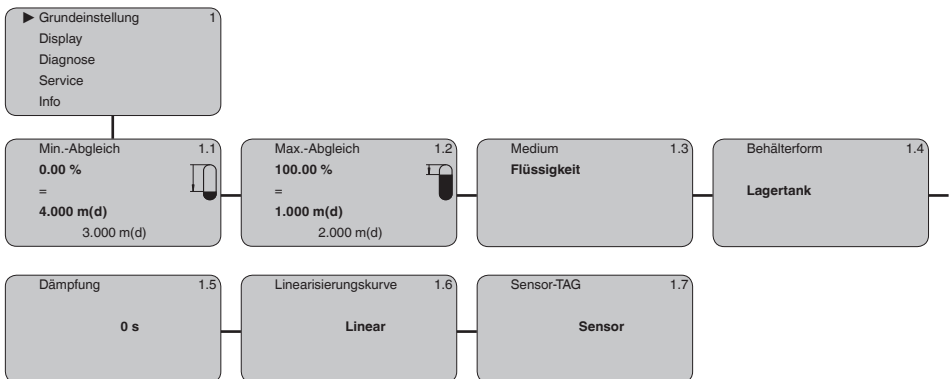 ▶ Grundeinstellung 1
Display
Diagnose
Service
Info
Min.-Abgleich 1.1
0.00 %
=
4.000 m(d)
3.000 m(d)
Max.-Abgleich 1.2
100.00 %
=
1.000 m(d)
2.000 m(d)
Medium 1.3
Flüssigkeit
Behälterform 1.4
Lagertank
Dämpfung 1.5
0 s
Linearisierungskurve 1.6
Linear
Sensor-TAG 1.7
Sensor